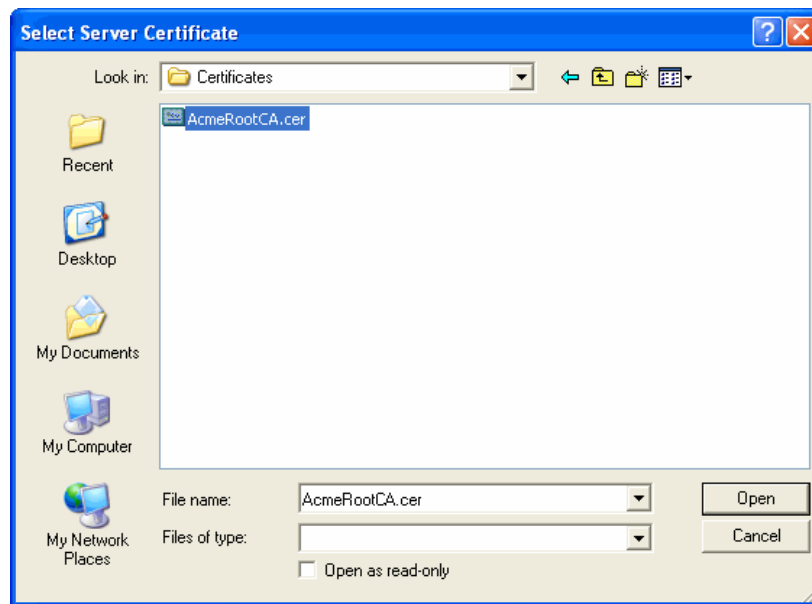 Select Server Certificate
Look in: Certificates
AcmeRootCA.cer
Recent
Desktop
My Documents
My Computer
My Network
Places
File name: AcmeRootCA.cer Open
Files of type: Cancel
Open as read-only